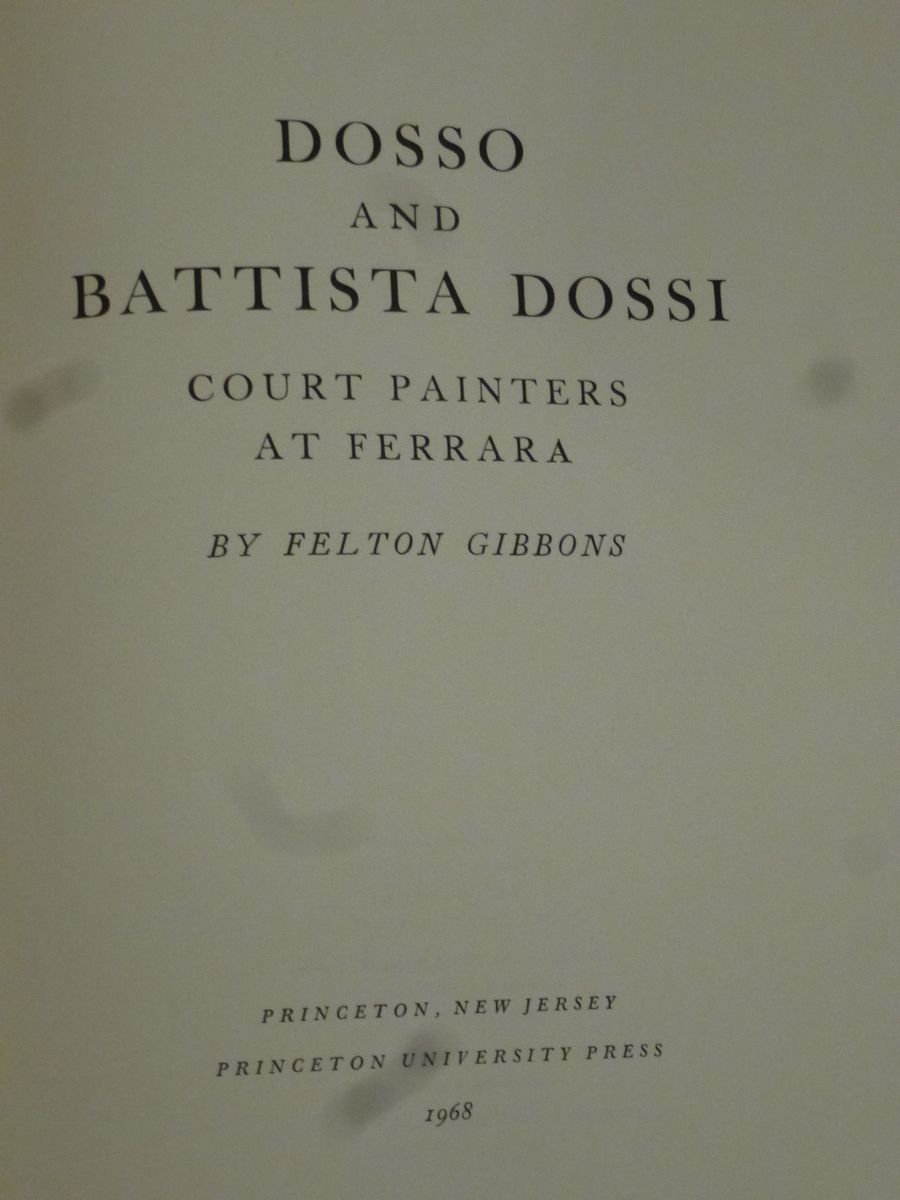 DOSSO
AND
BATTISTA DOSSI
COURT PAINTERS
AT FERRARA
BY FELTON GIBBONS
PRINCETON, NEW JERSEY
PRINCETON UNIVERSITY PRESS
1968